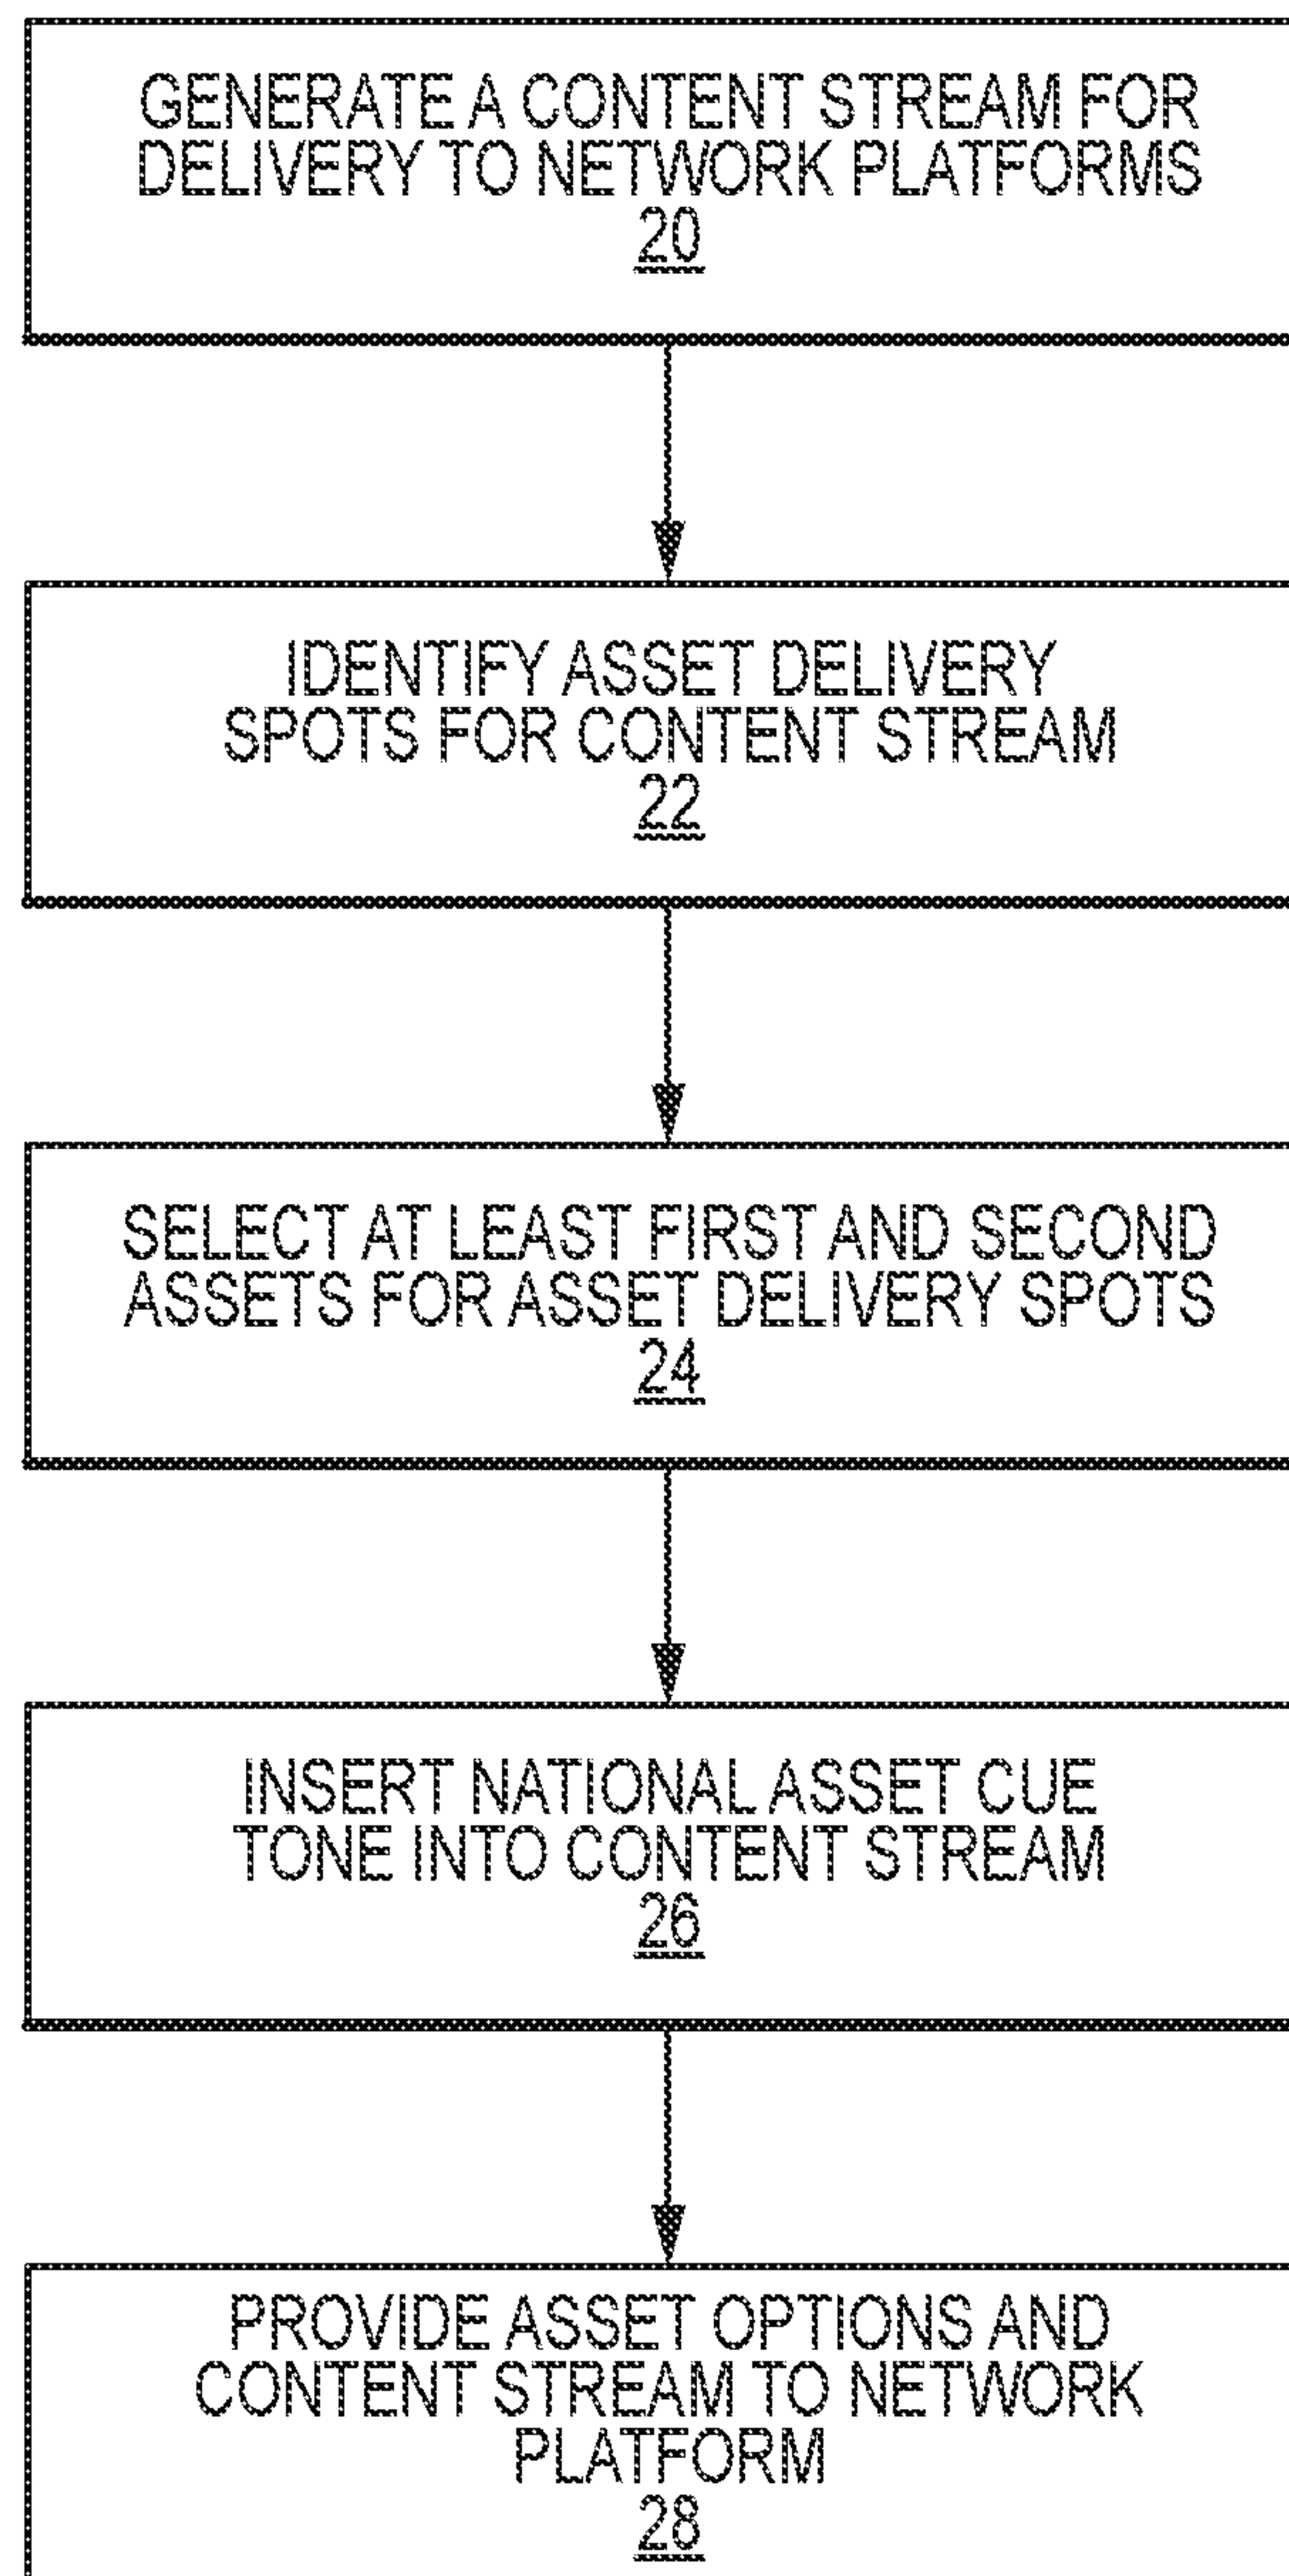 GENERATE A CONTENT STREAM FOR
DELIVERY TO NETWORK PLATFORMS
20
IDENTIFY ASSET DELIVERY
SPOTS FOR CONTENT STREAM
22
SELECT AT LEAST FIRST AND SECOND
ASSETS FOR ASSET DELIVERY SPOTS
24
INSERT NATIONAL ASSET CUE
TONE INTO CONTENT STREAM
26
PROVIDE ASSET OPTIONS AND
CONTENT STREAM TO NETWORK
PLATFORM
28